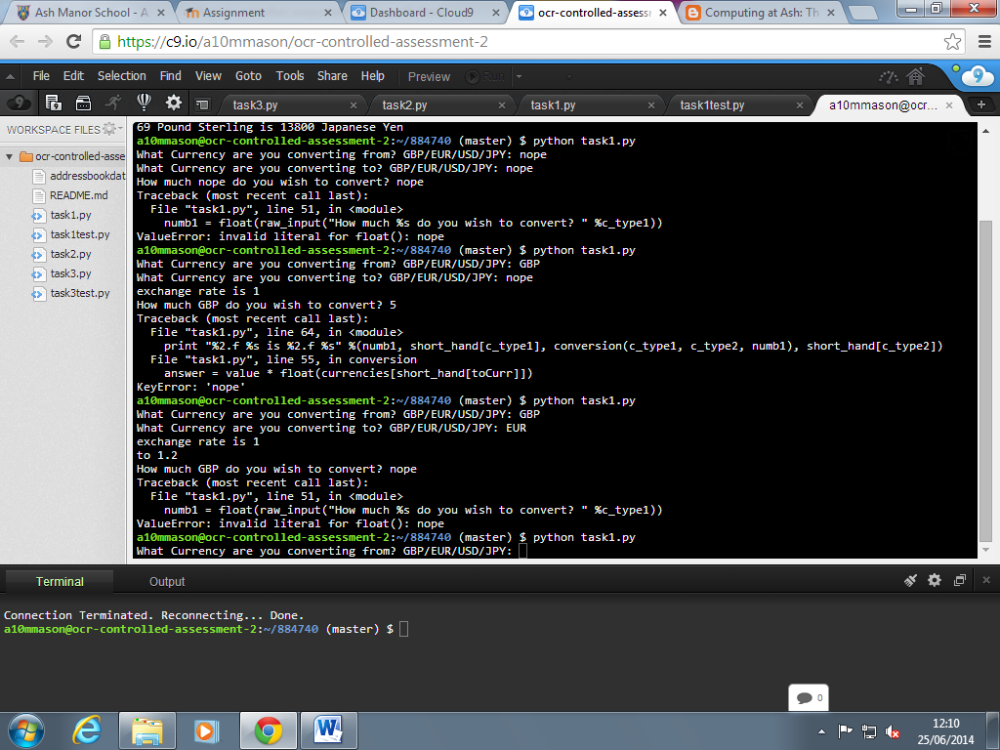 Ash Manor School - A
Assignment
Dashboard - Cloud9
ocr-controlled-assess
Computing at Ash: Th
https://c9.io/a10mmason/ocr-controlled-assessment-2
File Edit Selection Find View Goto Tools Share Help Preview Run
9
task3.py
task2.py
task1.py
task1test.py
a10mmason@ocr...
WORKSPACE FILES
ocr-controlled-asse
addressbookdat
README.md
task1.py
task1test.py
task2.py
task3.py
task3test.py
69 Pound Sterling is 13800 Japanese Yen
a10mmason@ocr-controlled-assessment-2:~/884740 (master) $ python task1.py
What Currency are you converting from? GBP/EUR/USD/JPY: nope
What Currency are you converting to? GBP/EUR/USD/JPY: nope
How much nope do you wish to convert? nope
Traceback (most recent call last):
  File "task1.py", line 51, in <module>
    numb1 = float(raw_input("How much %s do you wish to convert? " %c_type1))
ValueError: invalid literal for float(): nope
a10mmason@ocr-controlled-assessment-2:~/884740 (master) $ python task1.py
What Currency are you converting from? GBP/EUR/USD/JPY: GBP
What Currency are you converting to? GBP/EUR/USD/JPY: nope
exchange rate is 1
How much GBP do you wish to convert? 5
Traceback (most recent call last):
  File "task1.py", line 64, in <module>
    print "%2.f %s is %2.f %s" %(numb1, short_hand[c_type1], conversion(c_type1, c_type2, numb1), short_hand[c_type2])
  File "task1.py", line 55, in conversion
    answer = value * float(currencies[short_hand[toCurr]])
KeyError: 'nope'
a10mmason@ocr-controlled-assessment-2:~/884740 (master) $ python task1.py
What Currency are you converting from? GBP/EUR/USD/JPY: GBP
What Currency are you converting to? GBP/EUR/USD/JPY: EUR
exchange rate is 1
to 1.2
How much GBP do you wish to convert? nope
Traceback (most recent call last):
  File "task1.py", line 51, in <module>
    numb1 = float(raw_input("How much %s do you wish to convert? " %c_type1))
ValueError: invalid literal for float(): nope
a10mmason@ocr-controlled-assessment-2:~/884740 (master) $ python task1.py
What Currency are you converting from? GBP/EUR/USD/JPY:
Terminal Output
Connection Terminated. Reconnecting... Done.
a10mmason@ocr-controlled-assessment-2:~/884740 (master) $
0
12:10
25/06/2014